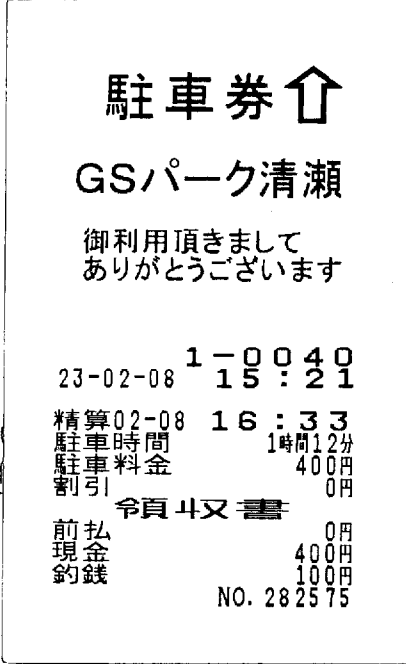 駐車券⇧
GSパーク清瀬
御利用頂きまして
ありがとうございます
1-0040
23-02-08 15:21
精算02-08 16:33
駐車時間 1時間12分
駐車料金 400円
割引 0円
領収書
前払 0円
現金 400円
釣銭 100円
NO.282575